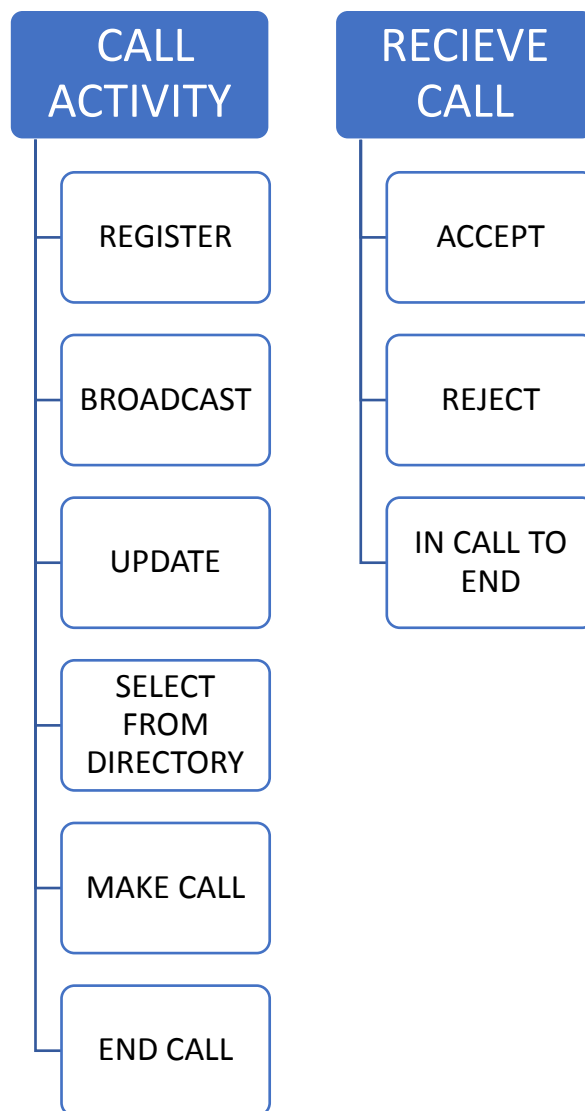 CALL
ACTIVITY
REGISTER
BROADCAST
UPDATE
SELECT
FROM
DIRECTORY
MAKE CALL
END CALL
RECIEVE
CALL
ACCEPT
REJECT
IN CALL TO
END